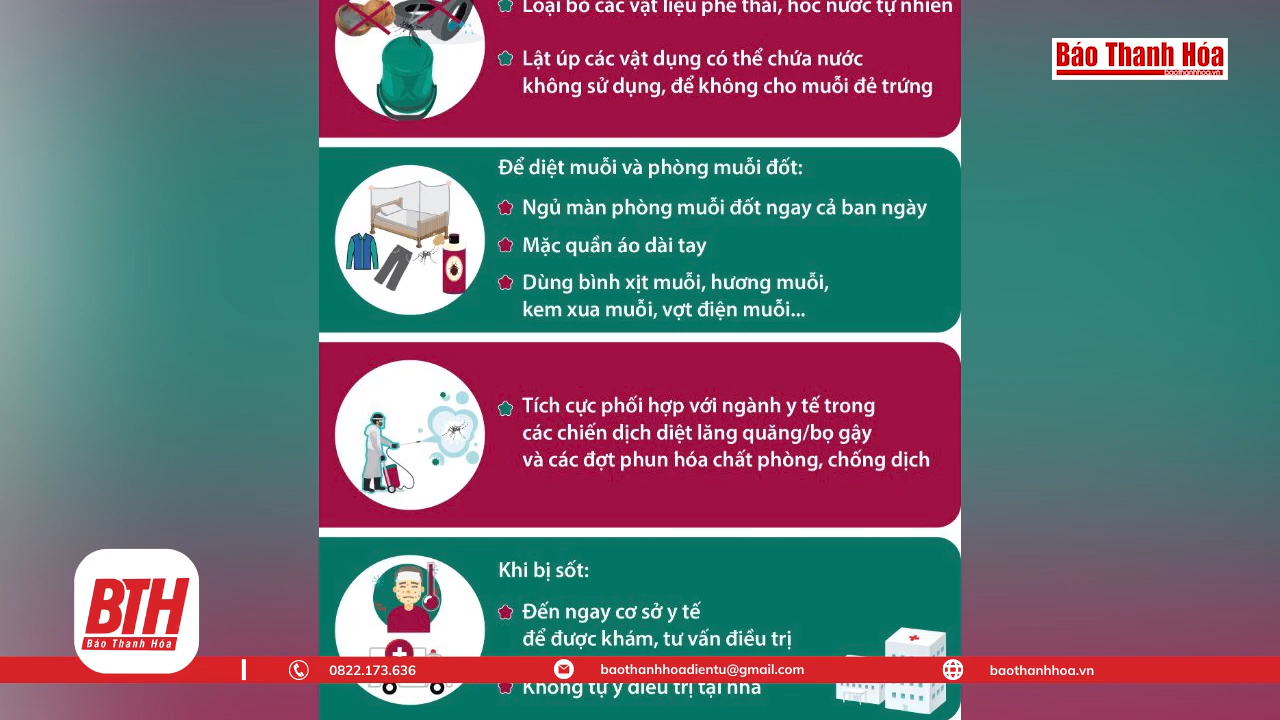 Loại bỏ các vật liệu phế thải, hốc nước tự nhiên
Báo Thanh Hóa
baothanhhoa.vn
Lật úp các vật dụng có thể chứa nước
không sử dụng, để không cho muỗi đẻ trứng
Để diệt muỗi và phòng muỗi đốt:
Ngủ màn phòng muỗi đốt ngay cả ban ngày
Mặc quần áo dài tay
Dùng bình xịt muỗi, hương muỗi,
kem xua muỗi, vợt điện muỗi...
Tích cực phối hợp với ngành y tế trong
các chiến dịch diệt lăng quăng/bọ gậy
và các đợt phun hóa chất phòng, chống dịch
Khi bị sốt:
Đến ngay cơ sở y tế
để được khám, tư vấn điều trị
Không tự ý điều trị tại nhà
BTH
Báo Thanh Hóa
0822.173.636
baothanhhoadientu@gmail.com
baothanhhoa.vn